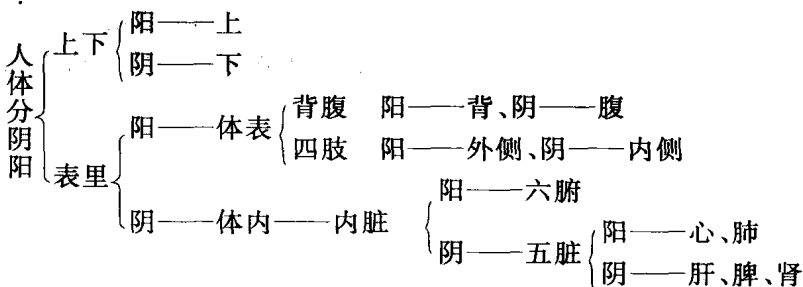 人体分阴阳
上下
阳——上
阴——下
表里
阳——体表
背腹 阳——背、阴——腹
四肢 阳——外侧、阴——内侧
阴——体内——内脏
阳——六腑
阴——五脏
阳——心、肺
阴——肝、脾、肾